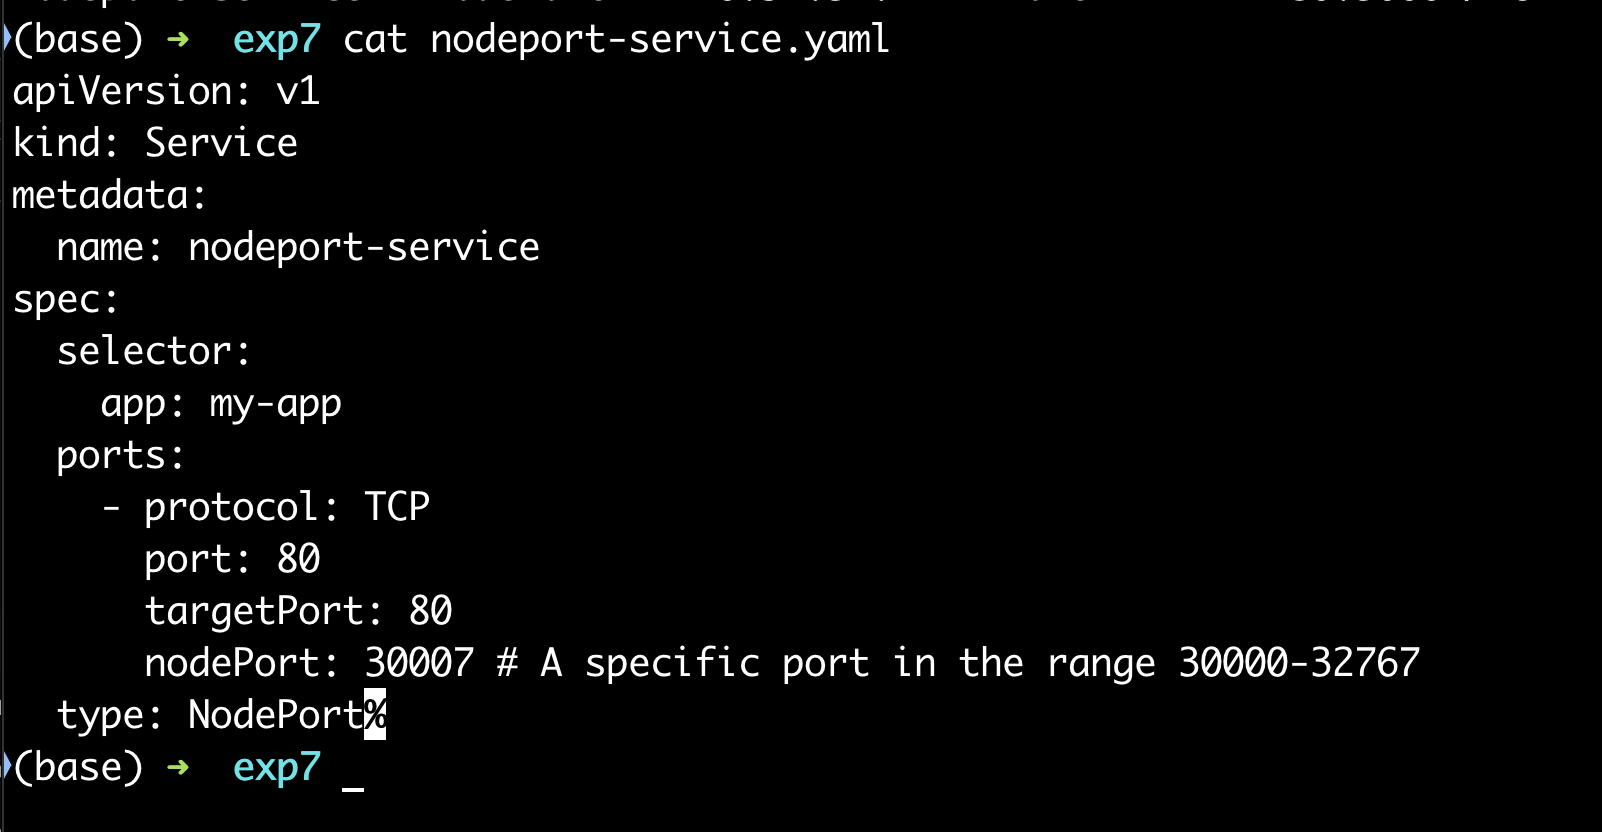 (base) ➜  exp7 cat nodeport-service.yaml
apiVersion: v1
kind: Service
metadata:
  name: nodeport-service
spec:
  selector:
    app: my-app
  ports:
    - protocol: TCP
      port: 80
      targetPort: 80
      nodePort: 30007 # A specific port in the range 30000-32767
  type: NodePort%
(base) ➜  exp7